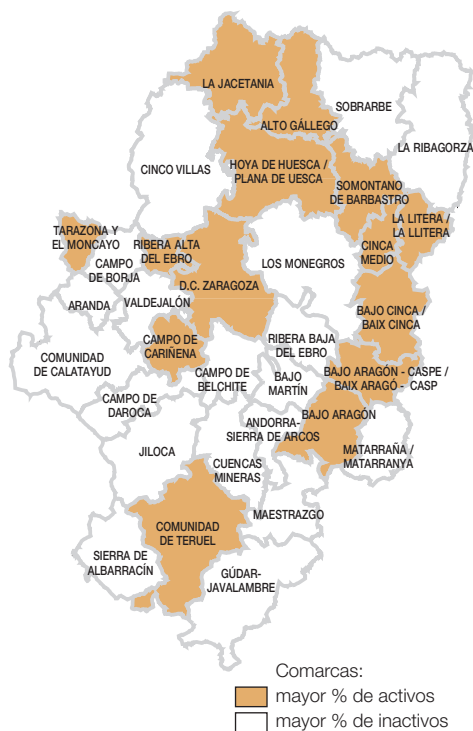 LA JACETANIA
SOBRARBE
ALTO GÁLLEGO
LA RIBAGORZA
CINCO VILLAS
HOYA DE HUESCA /
PLANA DE UESCA
SOMONTANO
DE BARBASTRO
LA LITERA /
LA LLITERA
TARAZONA Y
EL MONCAYO
RIBERA ALTA
DEL EBRO
CINCA
MEDIO
CAMPO
DE BORJA
LOS MONEGROS
D.C. ZARAGOZA
ARANDA
VALDEJALÓN
BAJO CINCA /
BAIX CINCA
CAMPO DE
CARIÑENA
RIBERA BAJA
DEL EBRO
COMUNIDAD
DE CALATAYUD
CAMPO DE
BELCHITE
BAJO
MARTÍN
BAJO ARAGÓN - CASPE /
BAIX ARAGÓ - CASP
CAMPO DE
DAROCA
ANDORRA-
SIERRA DE ARCOS
BAJO ARAGÓN
JILOCA
MATARRAÑA /
MATARRANYA
CUENCAS
MINERAS
MAESTRAZGO
COMUNIDAD
DE TERUEL
SIERRA DE
ALBARRACÍN
GÚDAR-
JAVALAMBRE
Comarcas:
mayor % de activos
mayor % de inactivos